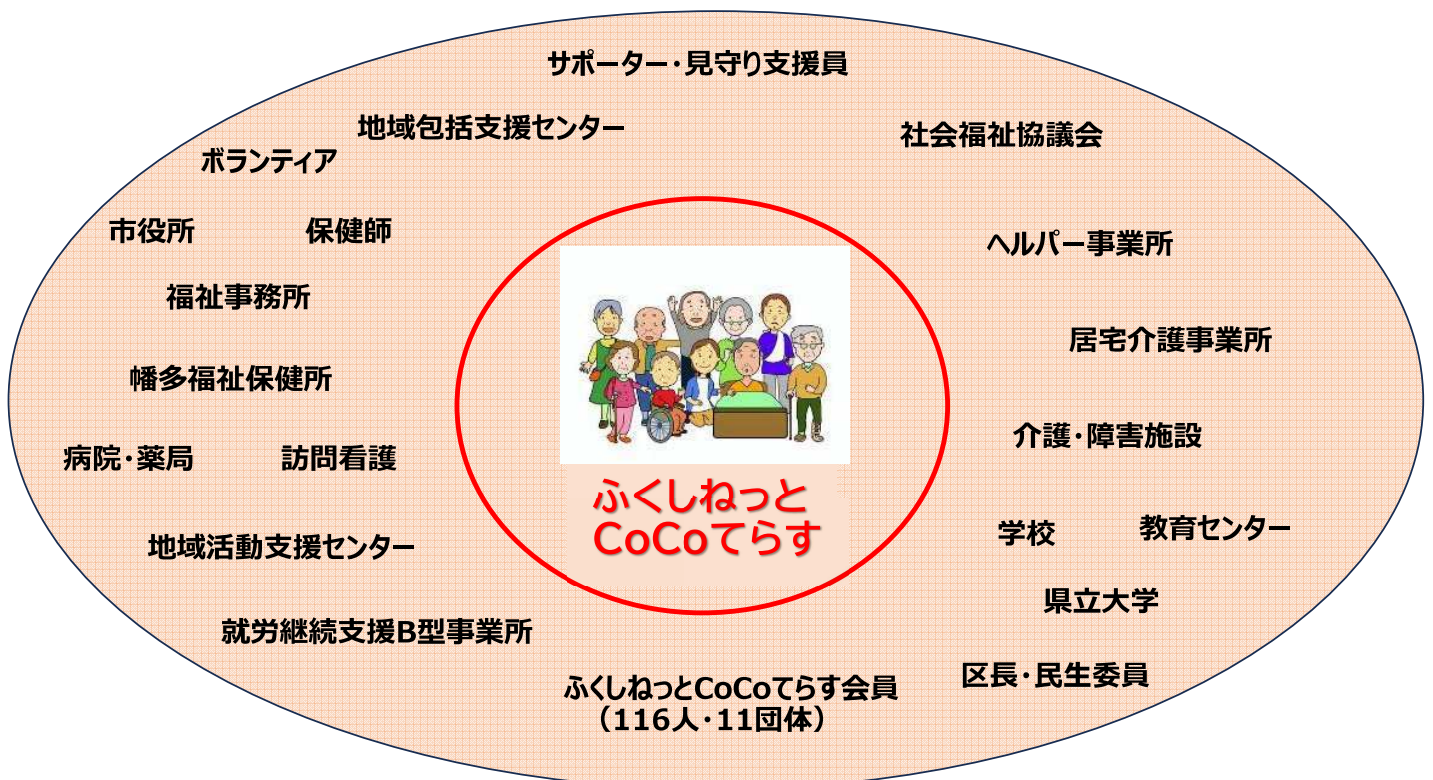 サポーター・見守り支援員
地域包括支援センター
社会福祉協議会
ボランティア
市役所
保健師
ヘルパー事業所
福祉事務所
居宅介護事業所
幡多福祉保健所
介護・障害施設
病院・薬局
訪問看護
ふくしねっと
CoCoてらす
学校
教育センター
地域活動支援センター
県立大学
就労継続支援B型事業所
区長・民生委員
ふくしねっとCoCoてらす会員
（116人・11団体）